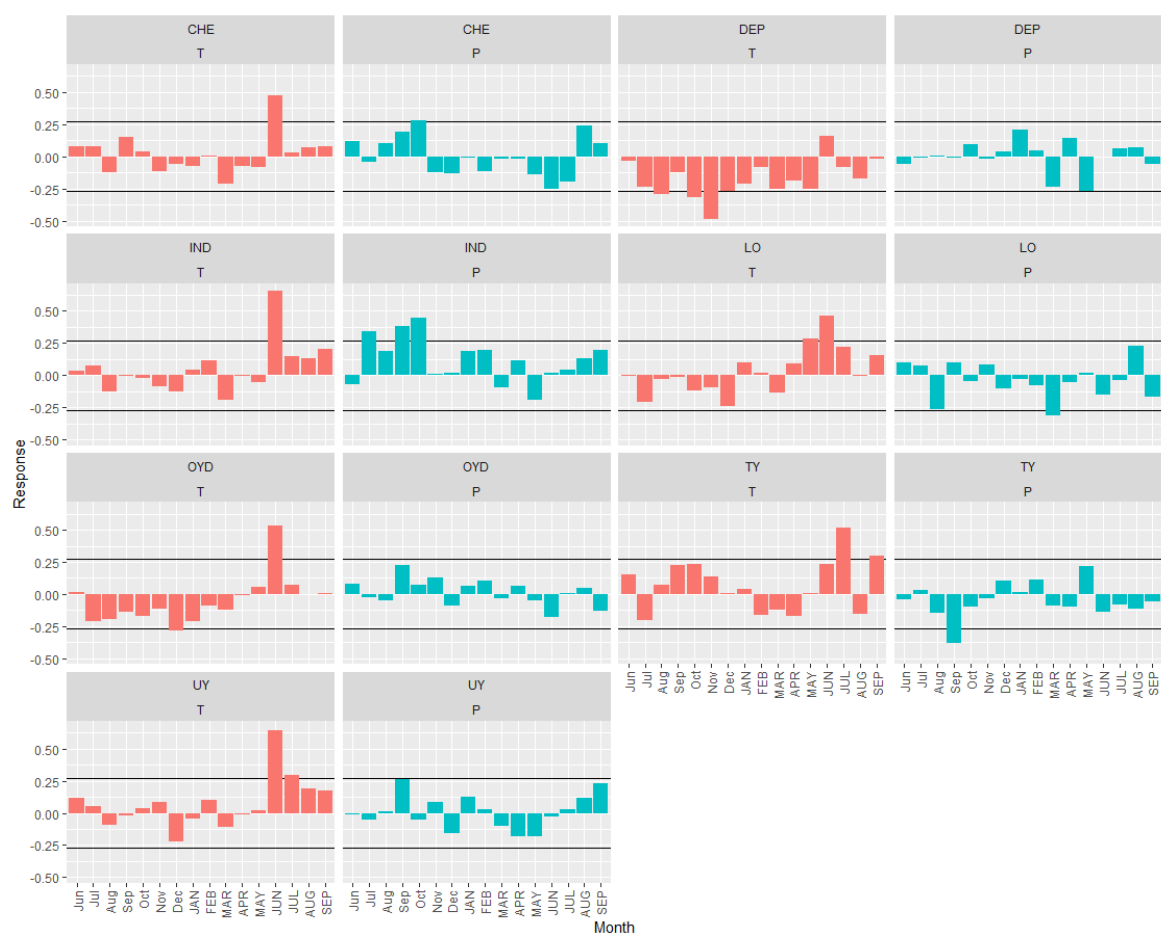 CHE
T
CHE
P
DEP
T
DEP
P
0.50
0.25
0.00
-0.25
-0.50
IND
T
IND
P
LO
T
LO
P
0.50
0.25
0.00
-0.25
-0.50
OYD
T
OYD
P
TY
T
TY
P
0.50
0.25
0.00
-0.25
-0.50
Jun
Jul
Aug
Sep
Oct
Nov
Dec
JAN
FEB
MAR
APR
MAY
JUN
JUL
AUG
SEP
Jun
Jul
Aug
Sep
Oct
Nov
Dec
JAN
FEB
MAR
APR
MAY
JUN
JUL
AUG
SEP
UY
T
UY
P
0.50
0.25
0.00
-0.25
-0.50
Jun
Jul
Aug
Sep
Oct
Nov
Dec
JAN
FEB
MAR
APR
MAY
JUN
JUL
AUG
SEP
Jun
Jul
Aug
Sep
Oct
Nov
Dec
JAN
FEB
MAR
APR
MAY
JUN
JUL
AUG
SEP
Response
Month